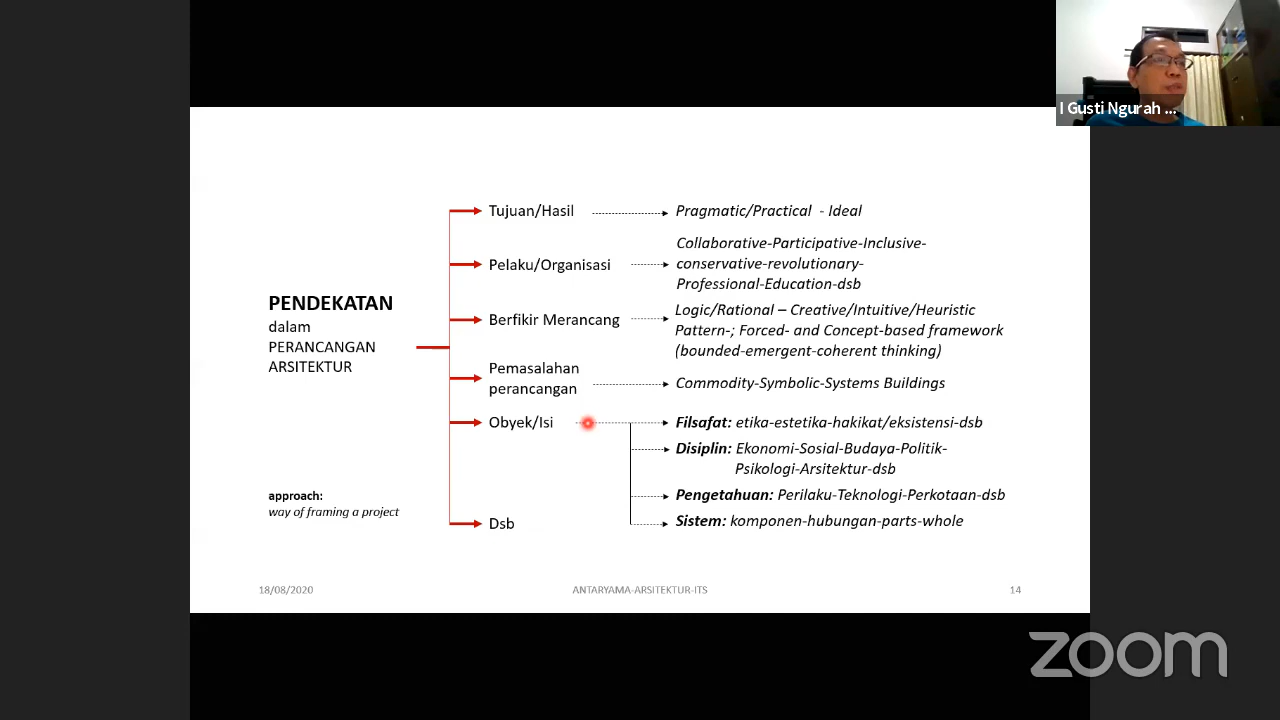 I Gusti Ngurah ...
PENDEKATAN
dalam
PERANCANGAN
ARSITEKTUR
approach:
way of framing a project
Tujuan/Hasil
Pragmatic/Practical - Ideal
Pelaku/Organisasi
Collaborative-Participative-Inclusive-
conservative-revolutionary-
Professional-Education-dsb
Berfikir Merancang
Logic/Rational – Creative/Intuitive/Heuristic
Pattern-; Forced- and Concept-based framework
(bounded-emergent-coherent thinking)
Pemasalahan
perancangan
Commodity-Symbolic-Systems Buildings
Obyek/Isi
Filsafat: etika-estetika-hakikat/eksistensi-dsb
Disiplin: Ekonomi-Sosial-Budaya-Politik-
Psikologi-Arsitektur-dsb
Pengetahuan: Perilaku-Teknologi-Perkotaan-dsb
Sistem: komponen-hubungan-parts-whole
Dsb
18/08/2020
ANTARYAMA-ARSITEKTUR-ITS
14
zoom